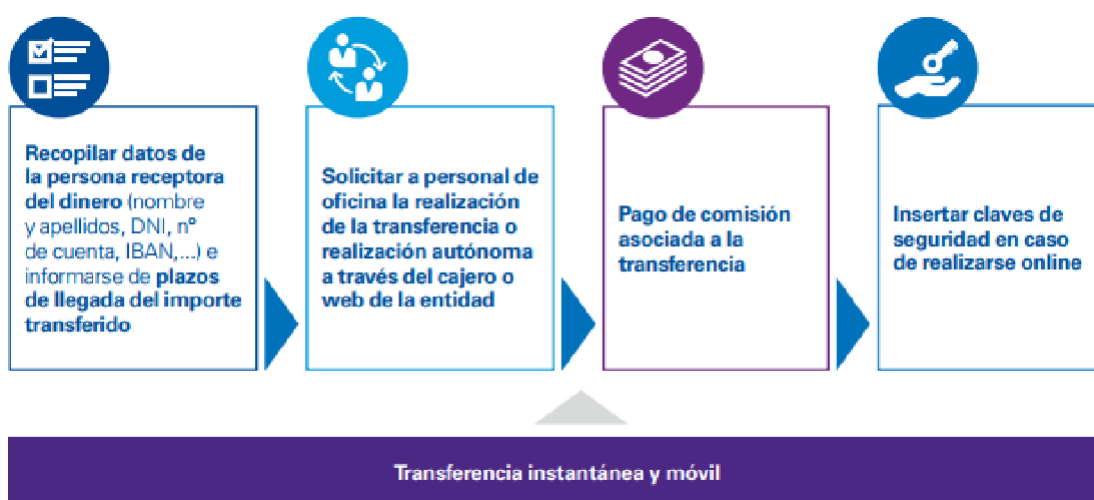 Recopilar datos de
la persona receptora
del dinero (nombre
y apellidos, DNI, nº
de cuenta, IBAN,...) e
informarse de plazos
de llegada del importe
transferido
Solicitar a personal de
oficina la realización
de la transferencia o
realización autónoma
a través del cajero o
web de la entidad
Pago de comisión
asociada a la
transferencia
Insertar claves de
seguridad en caso
de realizarse online
Transferencia instantánea y móvil